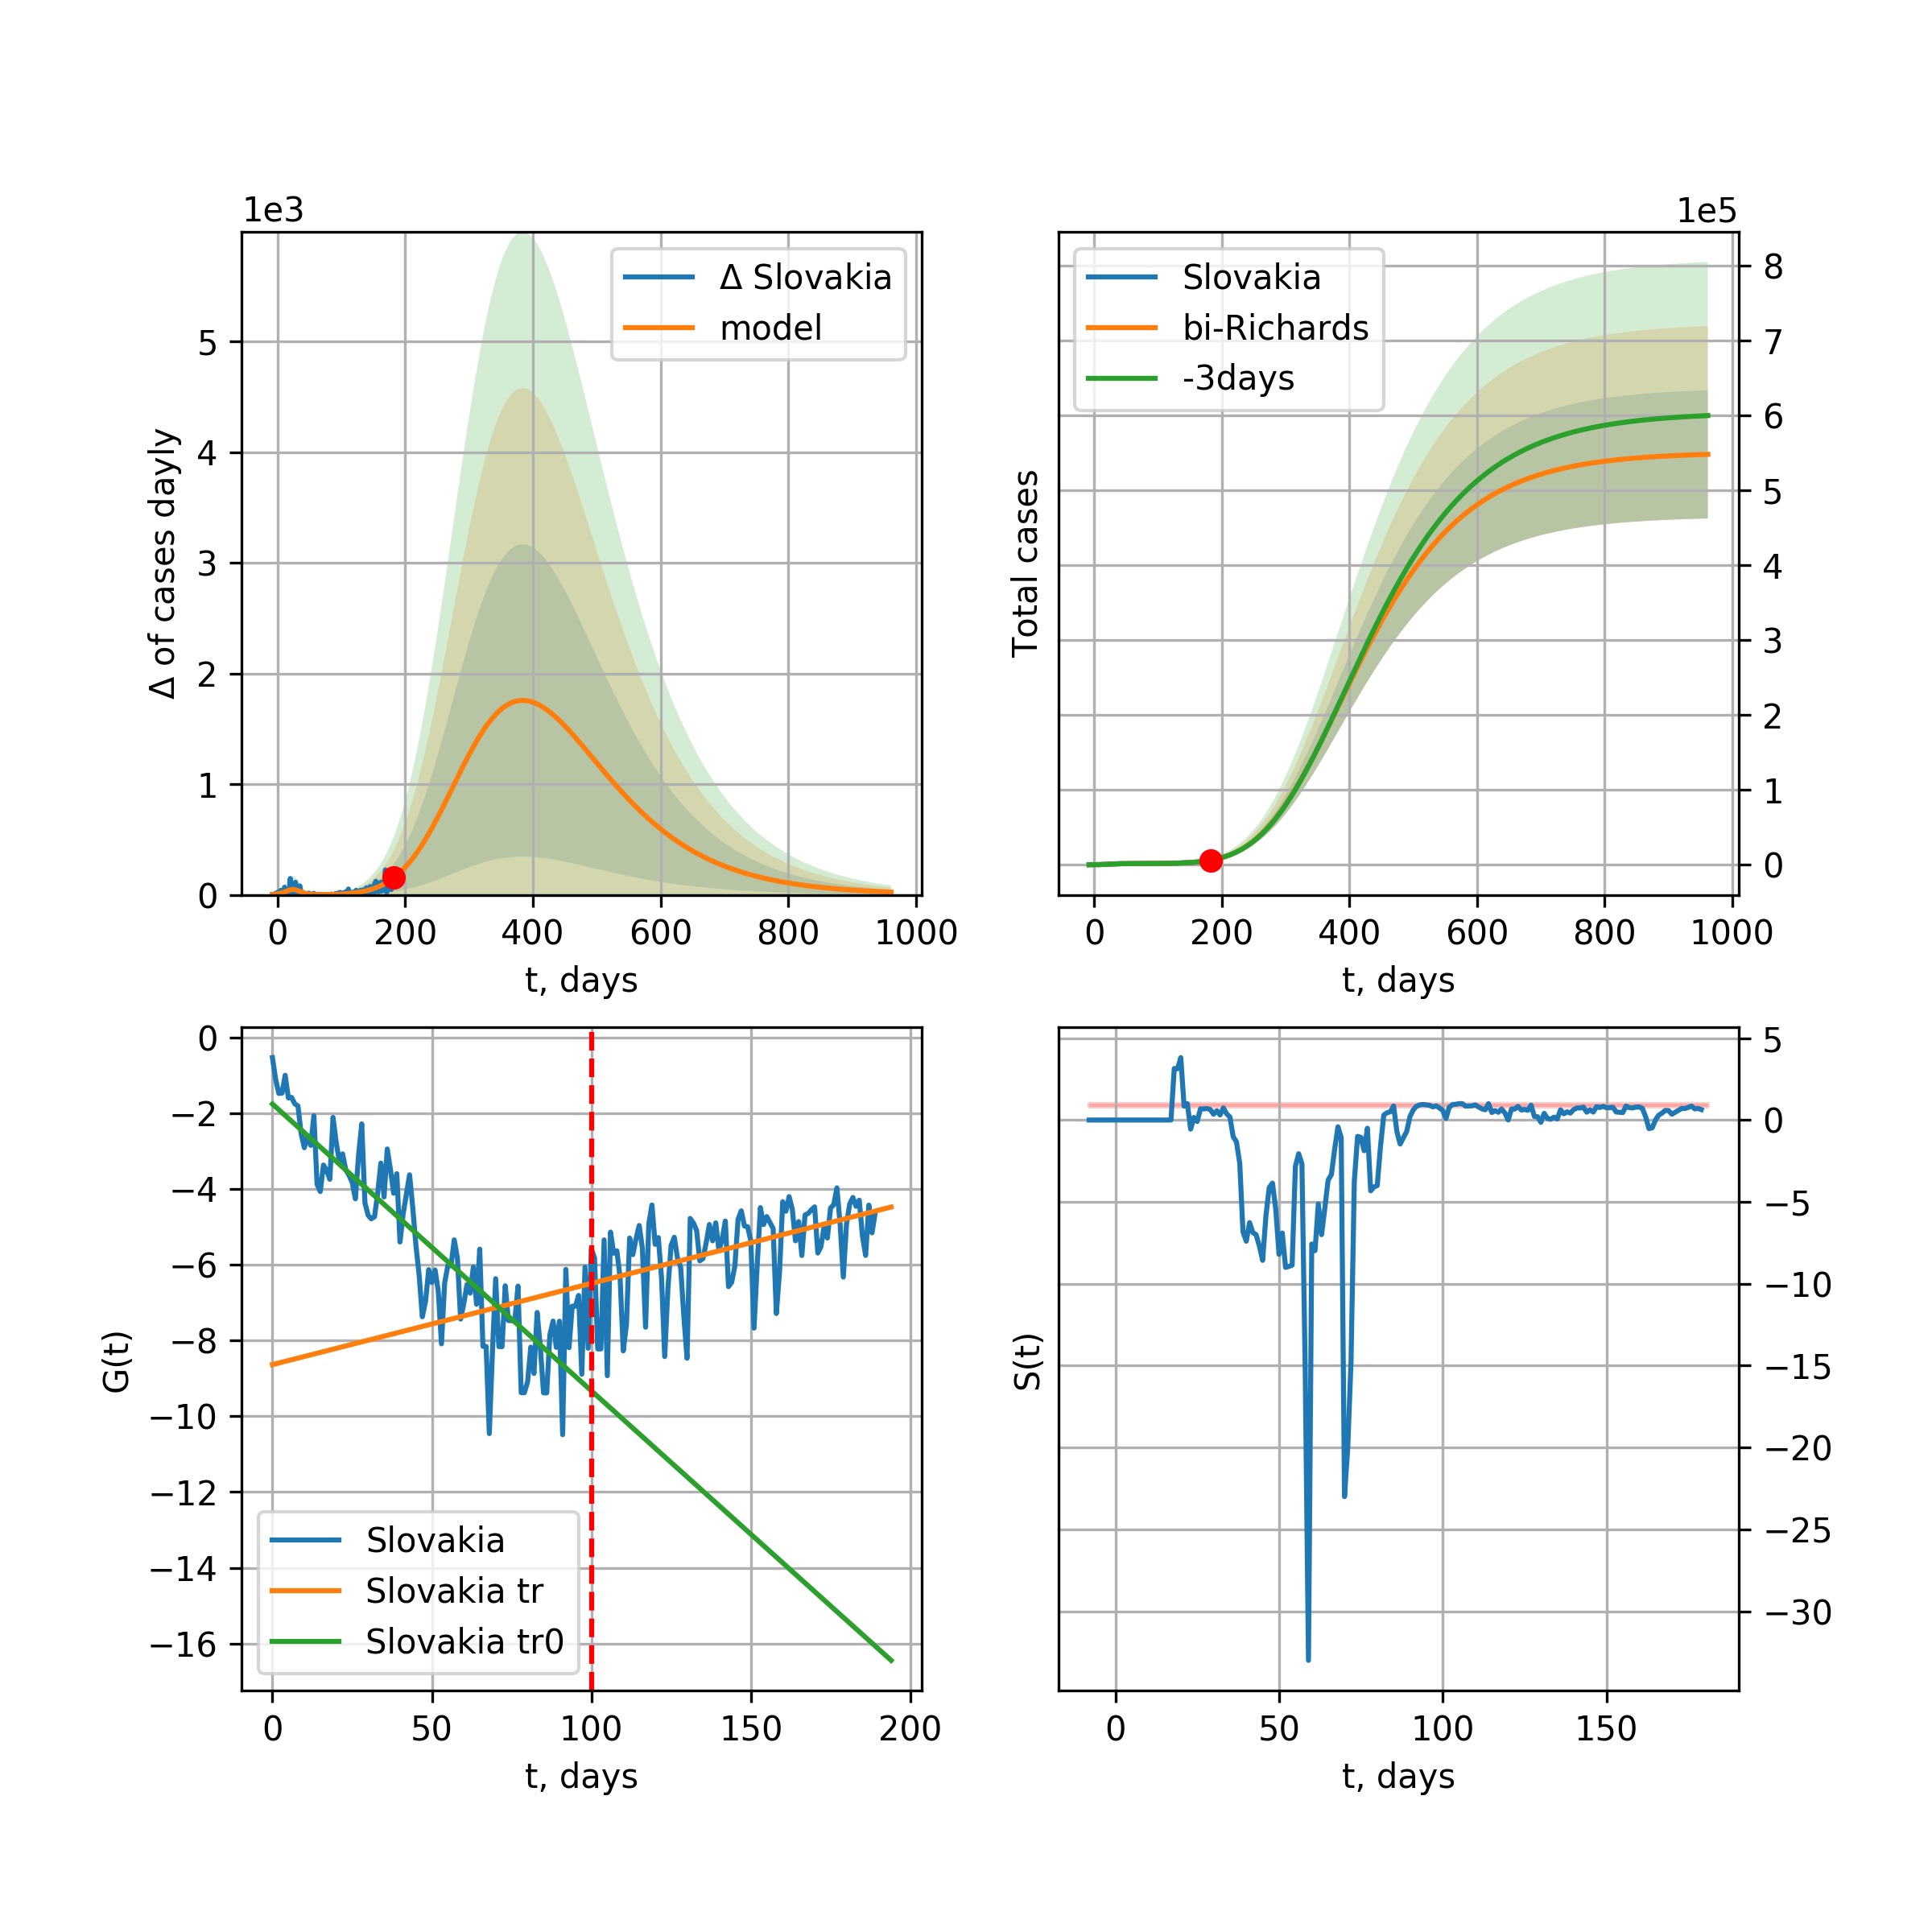 1e3
Δ of cases dayly
5
4
3
2
1
0
0 200 400 600 800 1000
t, days
Δ Slovakia
model
1e5
Total cases
8
7
6
5
4
3
2
1
0
0 200 400 600 800 1000
t, days
Slovakia
bi-Richards
-3days
G(t)
0
−2
−4
−6
−8
−10
−12
−14
−16
0 50 100 150 200
t, days
Slovakia
Slovakia tr
Slovakia tr0
S(t)
5
0
−5
−10
−15
−20
−25
−30
0 50 100 150
t, days